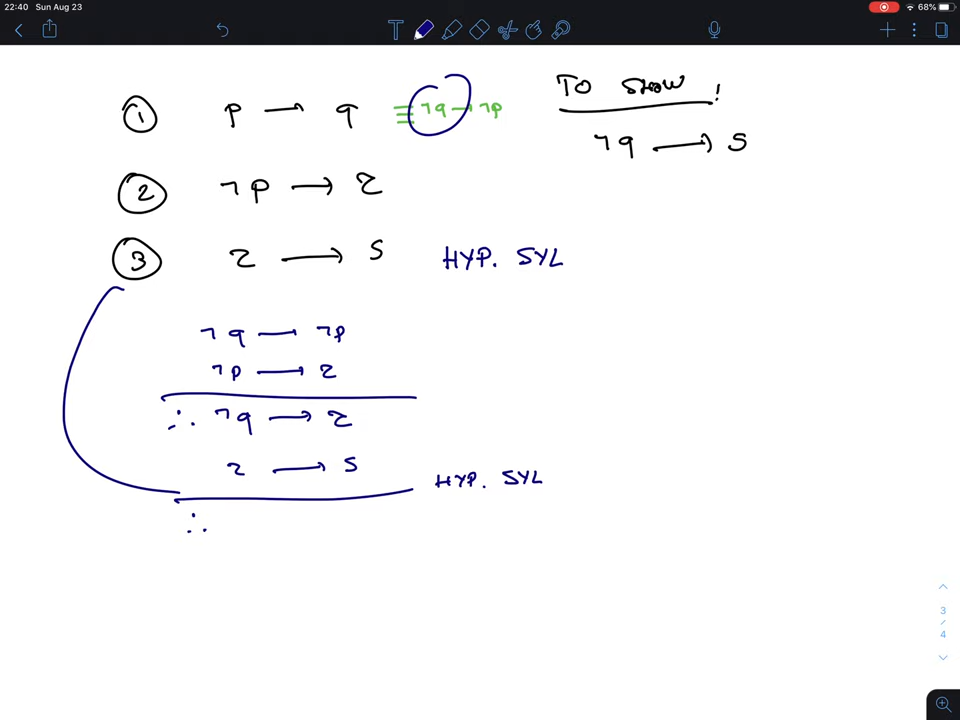 22:40 Sun Aug 23
68%
① p → q ≡ ¬q → ¬p
TO SHOW!
¬q → S
② ¬p → r
③ r → S HYP. SYL
¬q → ¬p
¬p → r
∴ ¬q → r
r → S
HYP. SYL
∴
3
/
4